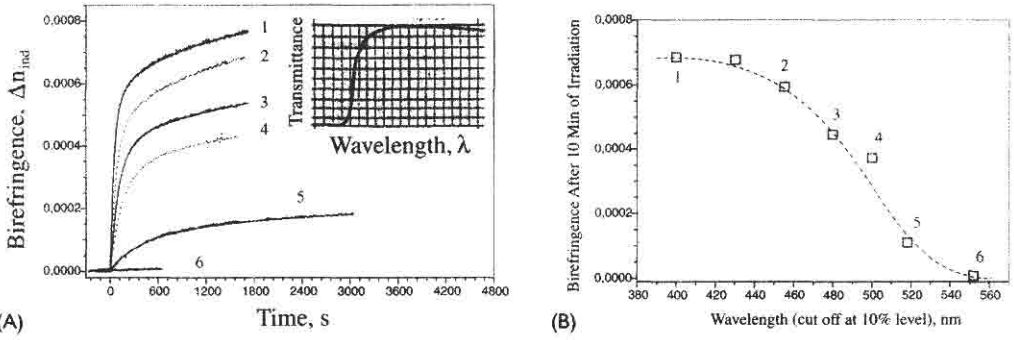 0,0008
0,0006
0,0004
0,0002
0,0000
Birefringence, Δn_ind
1
2
3
4
5
6
Transmittance
Wavelength, λ
0 600 1200 1800 2400 3000 3600 4200 4800
Time, s
(A)
0,0008
0,0006
0,0004
0,0002
0,0000
Birefringence After 10 Min of Irradiation
1
2
3
4
5
6
380 400 420 440 460 480 500 520 540 560
Wavelength (cut off at 10% level), nm
(B)